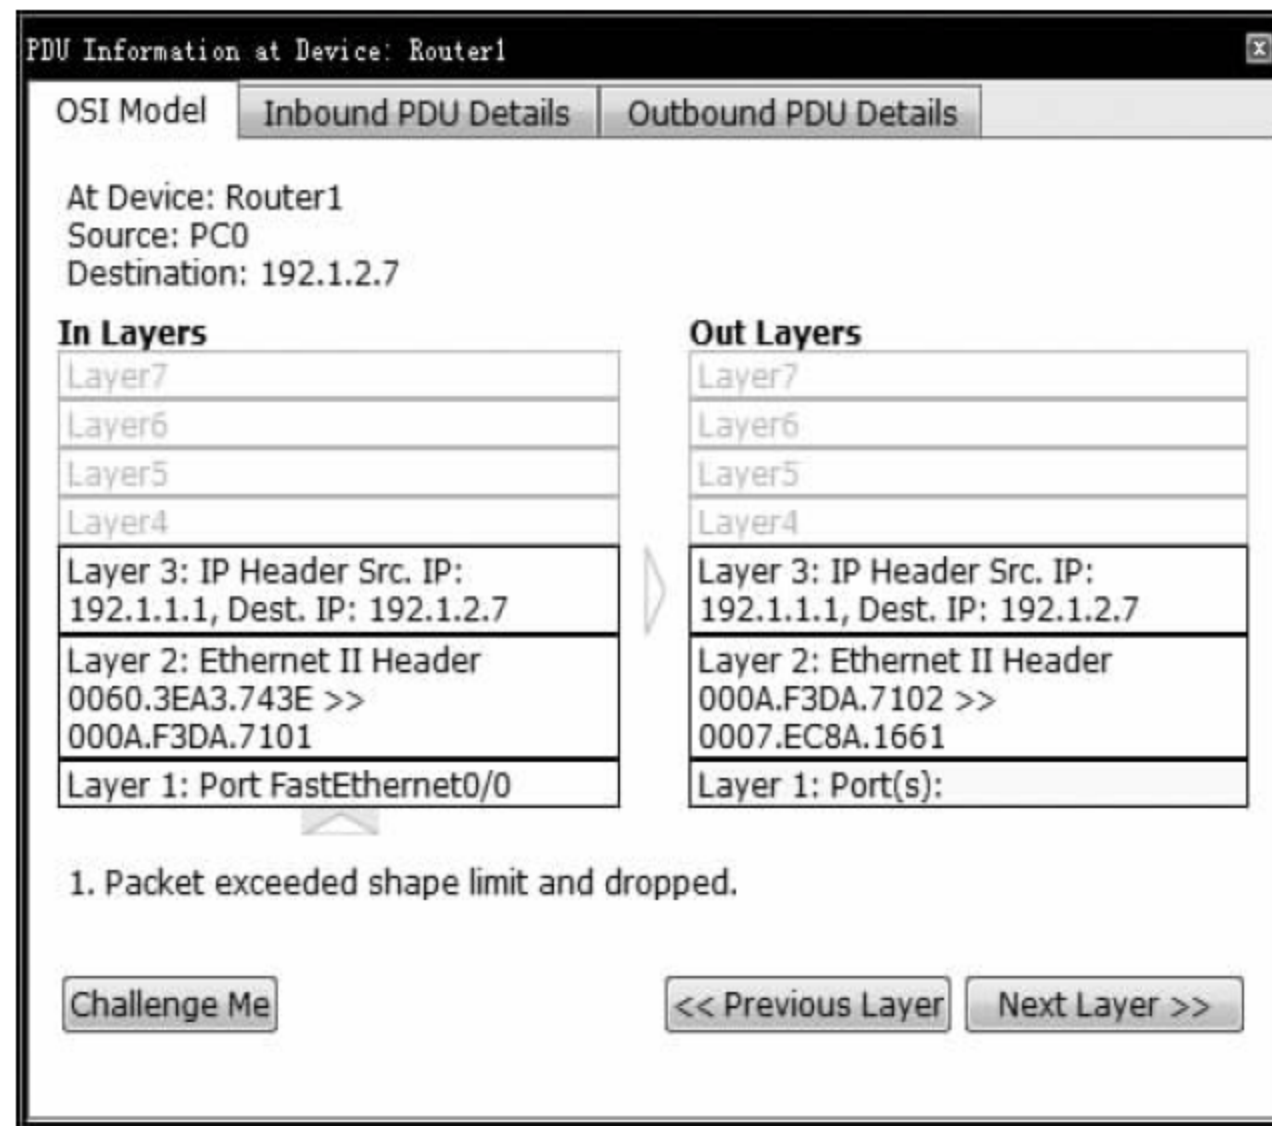 PDU Information at Device: Router1
OSI Model
Inbound PDU Details
Outbound PDU Details
At Device: Router1
Source: PC0
Destination: 192.1.2.7
In Layers
Layer7
Layer6
Layer5
Layer4
Layer 3: IP Header Src. IP:
192.1.1.1, Dest. IP: 192.1.2.7
Layer 2: Ethernet II Header
0060.3EA3.743E >>
000A.F3DA.7101
Layer 1: Port FastEthernet0/0
Out Layers
Layer7
Layer6
Layer5
Layer4
Layer 3: IP Header Src. IP:
192.1.1.1, Dest. IP: 192.1.2.7
Layer 2: Ethernet II Header
000A.F3DA.7102 >>
0007.EC8A.1661
Layer 1: Port(s):
1. Packet exceeded shape limit and dropped.
Challenge Me
<< Previous Layer
Next Layer >>